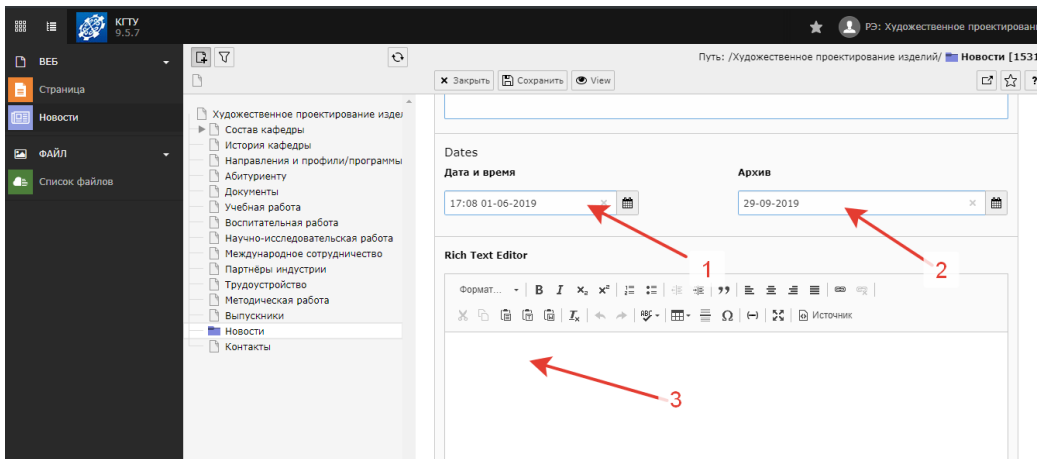 КГТУ
9.5.7
РЭ: Художественное проектирован
ВЕБ
Страница
Новости
ФАЙЛ
Список файлов
Путь: /Художественное проектирование изделий/ Новости [1531
Закрыть Сохранить View
Художественное проектирование издел
Состав кафедры
История кафедры
Направления и профили/программы
Абитуриенту
Документы
Учебная работа
Воспитательная работа
Научно-исследовательская работа
Международное сотрудничество
Партнёры индустрии
Трудоустройство
Методическая работа
Выпускники
Новости
Контакты
Dates
Дата и время Архив
17:08 01-06-2019 29-09-2019
1 2
Rich Text Editor
Формат... B I x₂ x² ABC Ω Источник
3